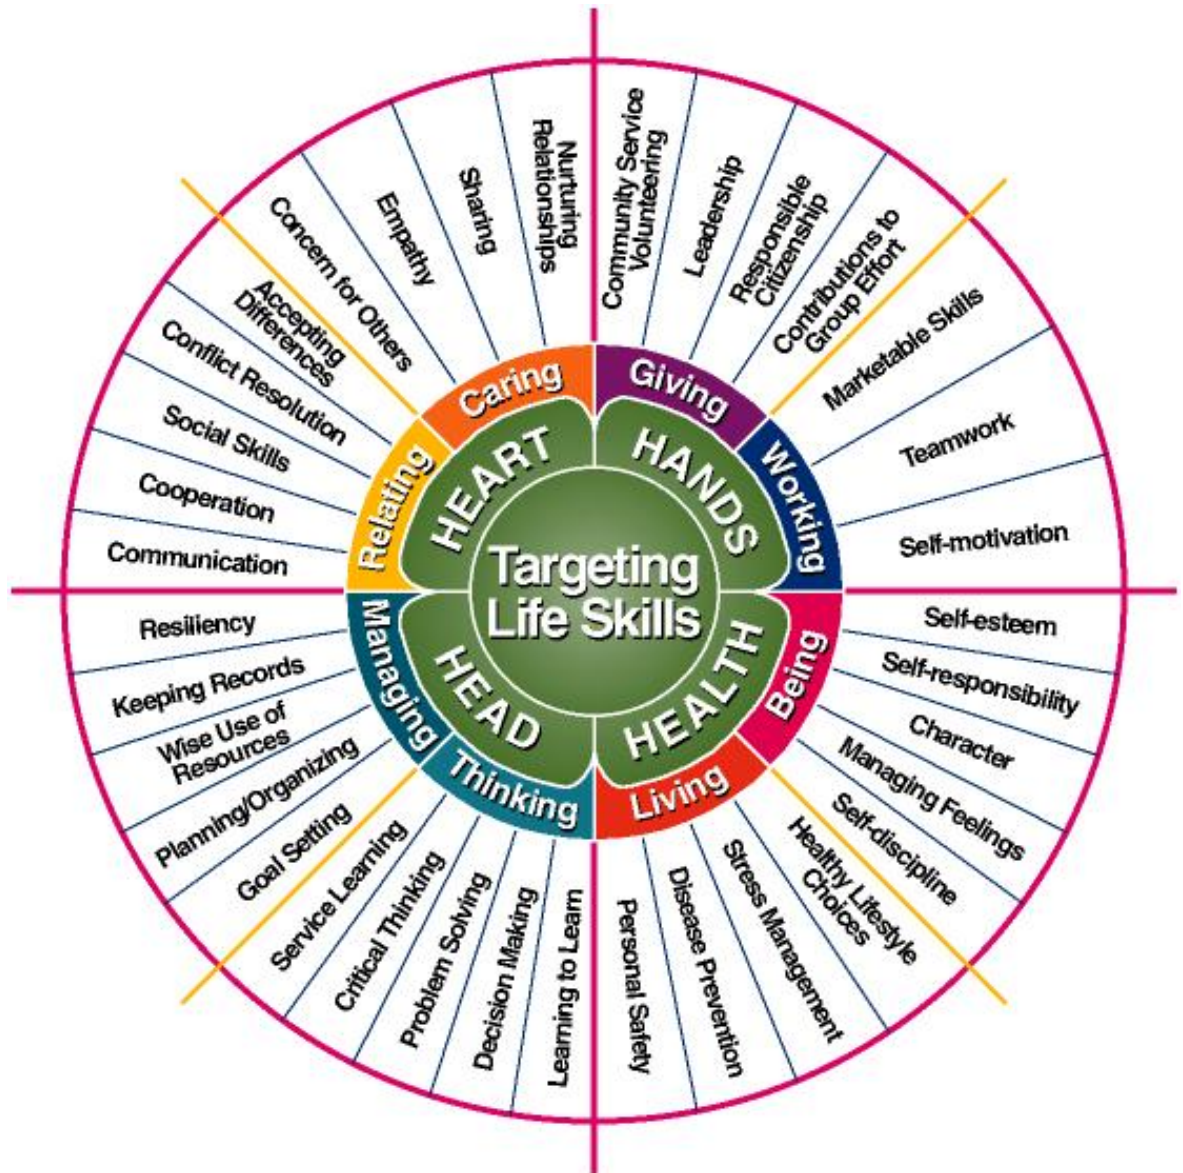 Targeting
Life Skills
HEART
HANDS
HEALTH
HEAD
Caring
Giving
Working
Being
Living
Thinking
Managing
Relating
Community Service
Volunteering
Leadership
Responsible
Citizenship
Contributions to
Group Effort
Marketable Skills
Teamwork
Self-motivation
Self-esteem
Self-responsibility
Character
Managing Feelings
Self-discipline
Healthy Lifestyle
Choices
Stress Management
Disease Prevention
Personal Safety
Learning to Learn
Decision Making
Problem Solving
Critical Thinking
Service Learning
Goal Setting
Planning/Organizing
Wise Use of
Resources
Keeping Records
Resiliency
Communication
Cooperation
Social Skills
Conflict Resolution
Accepting
Differences
Concern for Others
Empathy
Sharing
Nurturing
Relationships